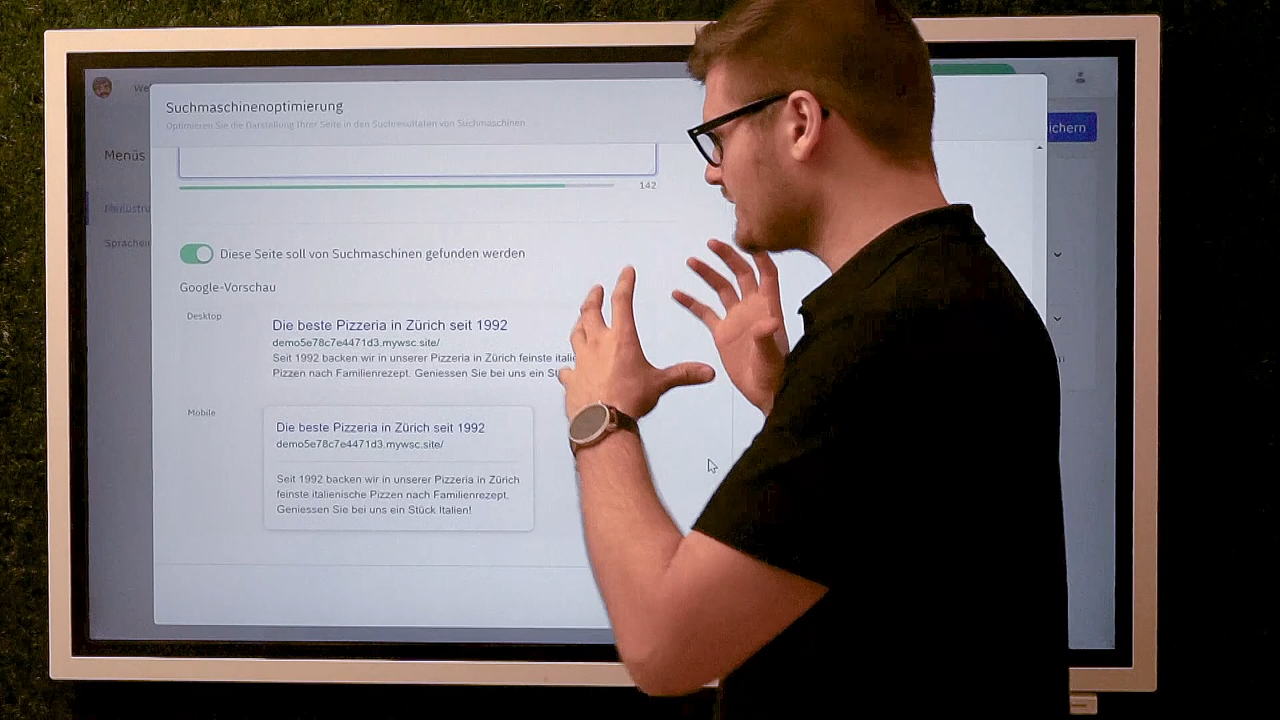 We
Suchmaschinenoptimierung
Optimieren Sie die Darstellung Ihrer Seite in den Suchresultaten von Suchmaschinen
ichern
Menüs
142
Menüstru
Sprachein
Diese Seite soll von Suchmaschinen gefunden werden
Google-Vorschau
Desktop
Die beste Pizzeria in Zürich seit 1992
demo5e78c7e4471d3.mywsc.site/
Seit 1992 backen wir in unserer Pizzeria in Zürich feinste italie
Pizzen nach Familienrezept. Geniessen Sie bei uns ein St
Mobile
Die beste Pizzeria in Zürich seit 1992
demo5e78c7e4471d3.mywsc.site/
Seit 1992 backen wir in unserer Pizzeria in Zürich
feinste italienische Pizzen nach Familienrezept.
Geniessen Sie bei uns ein Stück Italien!